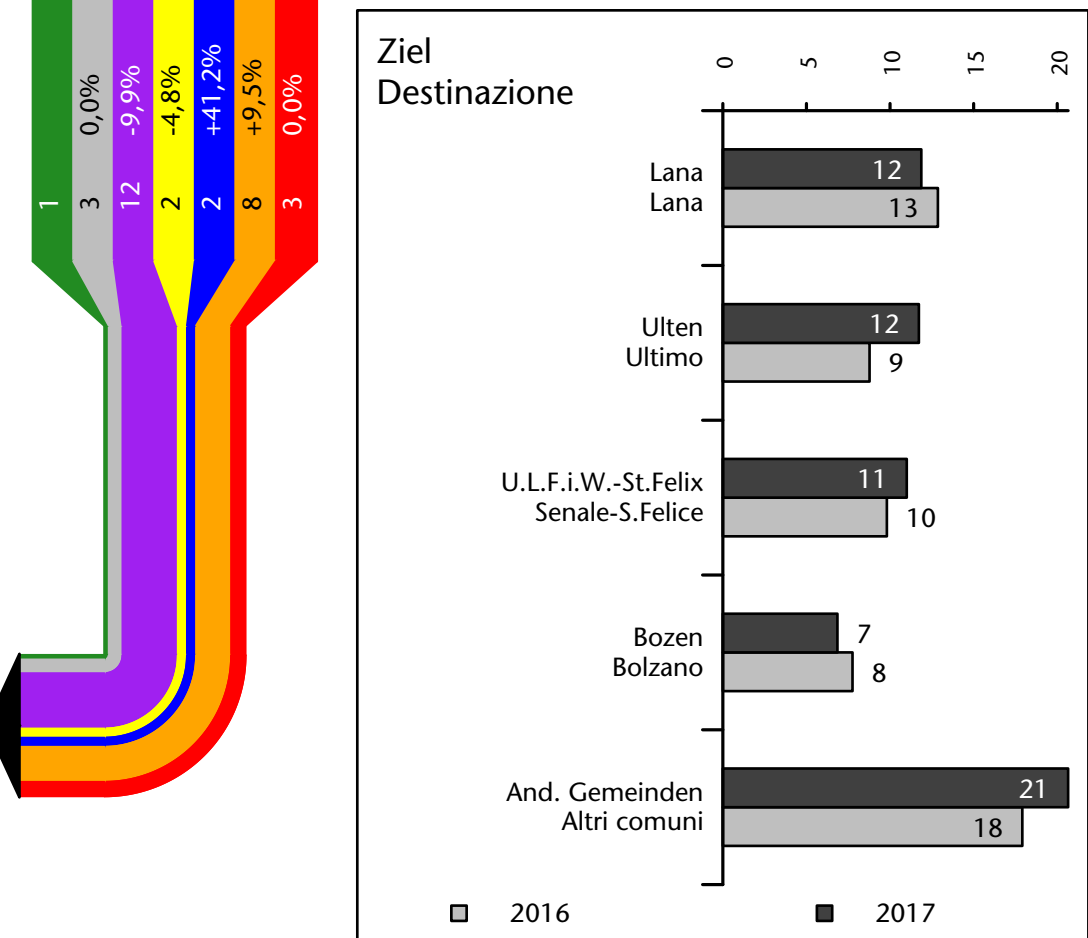 1
3 0,0%
12 -9,9%
2 -4,8%
2 +41,2%
8 +9,5%
3 0,0%
Ziel
Destinazione
0 5 10 15 20
Lana
Lana
12
13
Ulten
Ultimo
12
9
U.L.F.i.W.-St.Felix
Senale-S.Felice
11
10
Bozen
Bolzano
7
8
And. Gemeinden
Altri comuni
21
18
2016 2017